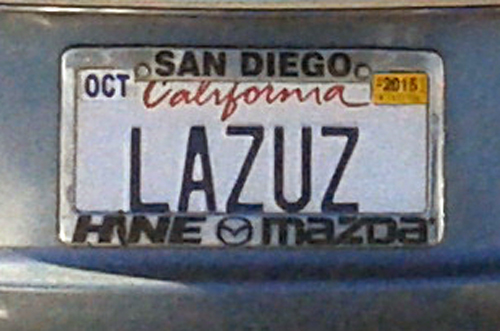 SAN DIEGO
OCT California 2015
LAZUZ
HINE mazda